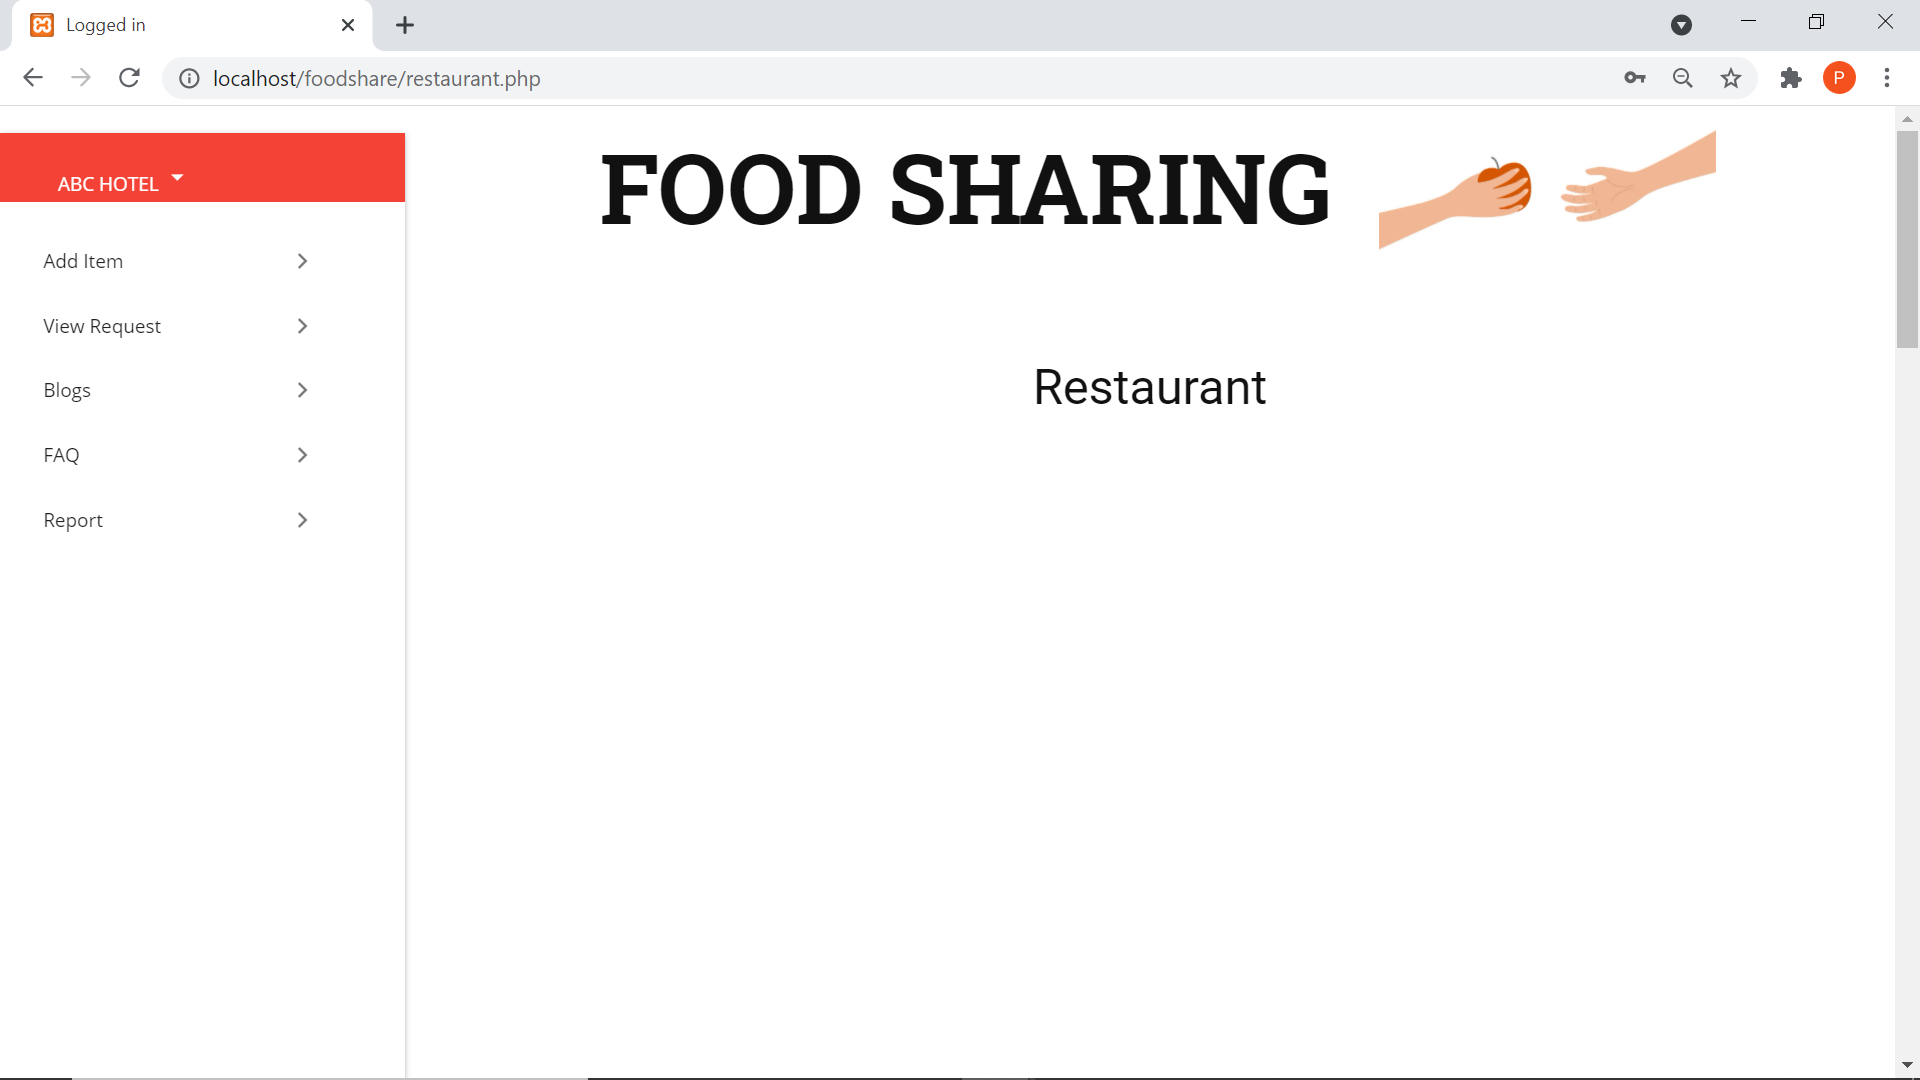 Logged in
localhost/foodshare/restaurant.php
P
ABC HOTEL
FOOD SHARING
Add Item
View Request
Blogs
FAQ
Report
Restaurant